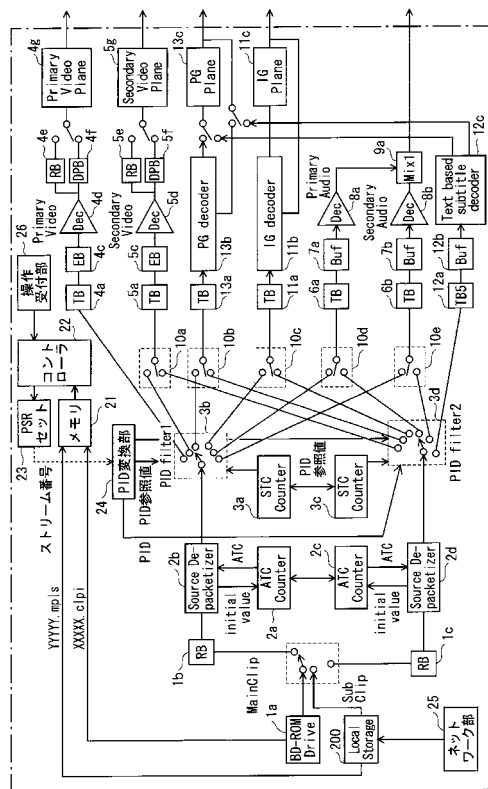 操作
受付部
26
コント
ローラ
22
PSR
セット
23
メモリ
21
ストリーム番号
PID変換部
24
PID参照値
PID
YYYYY.mpls
XXXXX.clpi
Primary
Video Plane
4g
Secondary
Video Plane
5g
PG
Plane
13c
IG
Plane
11c
RB
4e
DPB
4f
RB
5e
DPB
5f
Primary
Video
Dec
4d
Secondary
Video
Dec
5d
EB
4c
EB
5c
TB
4a
TB
5a
PG decoder
13b
TB
13a
IG decoder
11b
TB
11a
Primary
Audio
Dec
8a
Buf
7a
TB
6a
Mix1
9a
Secondary
Audio
Dec
8b
Buf
7b
TB
6b
Text based
subtitle
decoder
12c
Buf
12b
TB5
12a
10a
10b
10c
10d
10e
PID filter1
3b
PID filter2
3d
PID
参照値
STC
Counter
3a
STC
Counter
3c
Source De-
packetizer
2b
ATC
initial
value
ATC
Counter
2a
ATC
Counter
2c
ATC
initial
value
Source De-
packetizer
2d
RB
1b
RB
1c
MainClip
Sub
Clip
BD-ROM
Drive
1a
Local
Storage
200
ネット
ワーク部
25